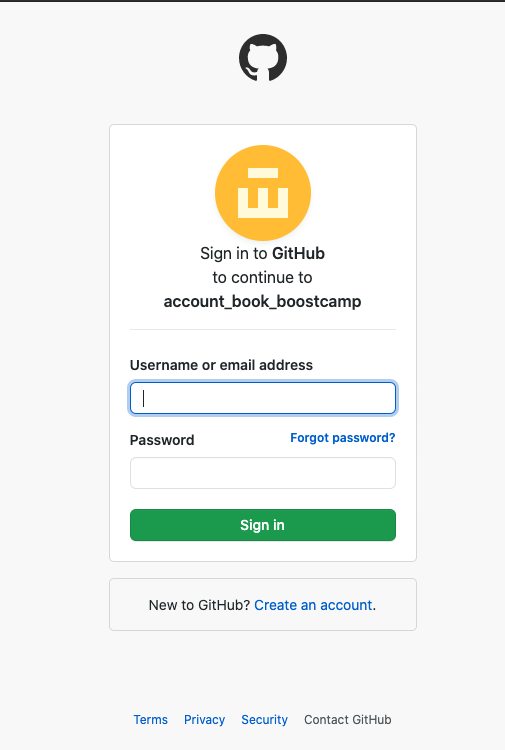 Sign in to GitHub
to continue to
account_book_boostcamp
Username or email address
Password
Forgot password?
Sign in
New to GitHub? Create an account.
Terms Privacy Security Contact GitHub